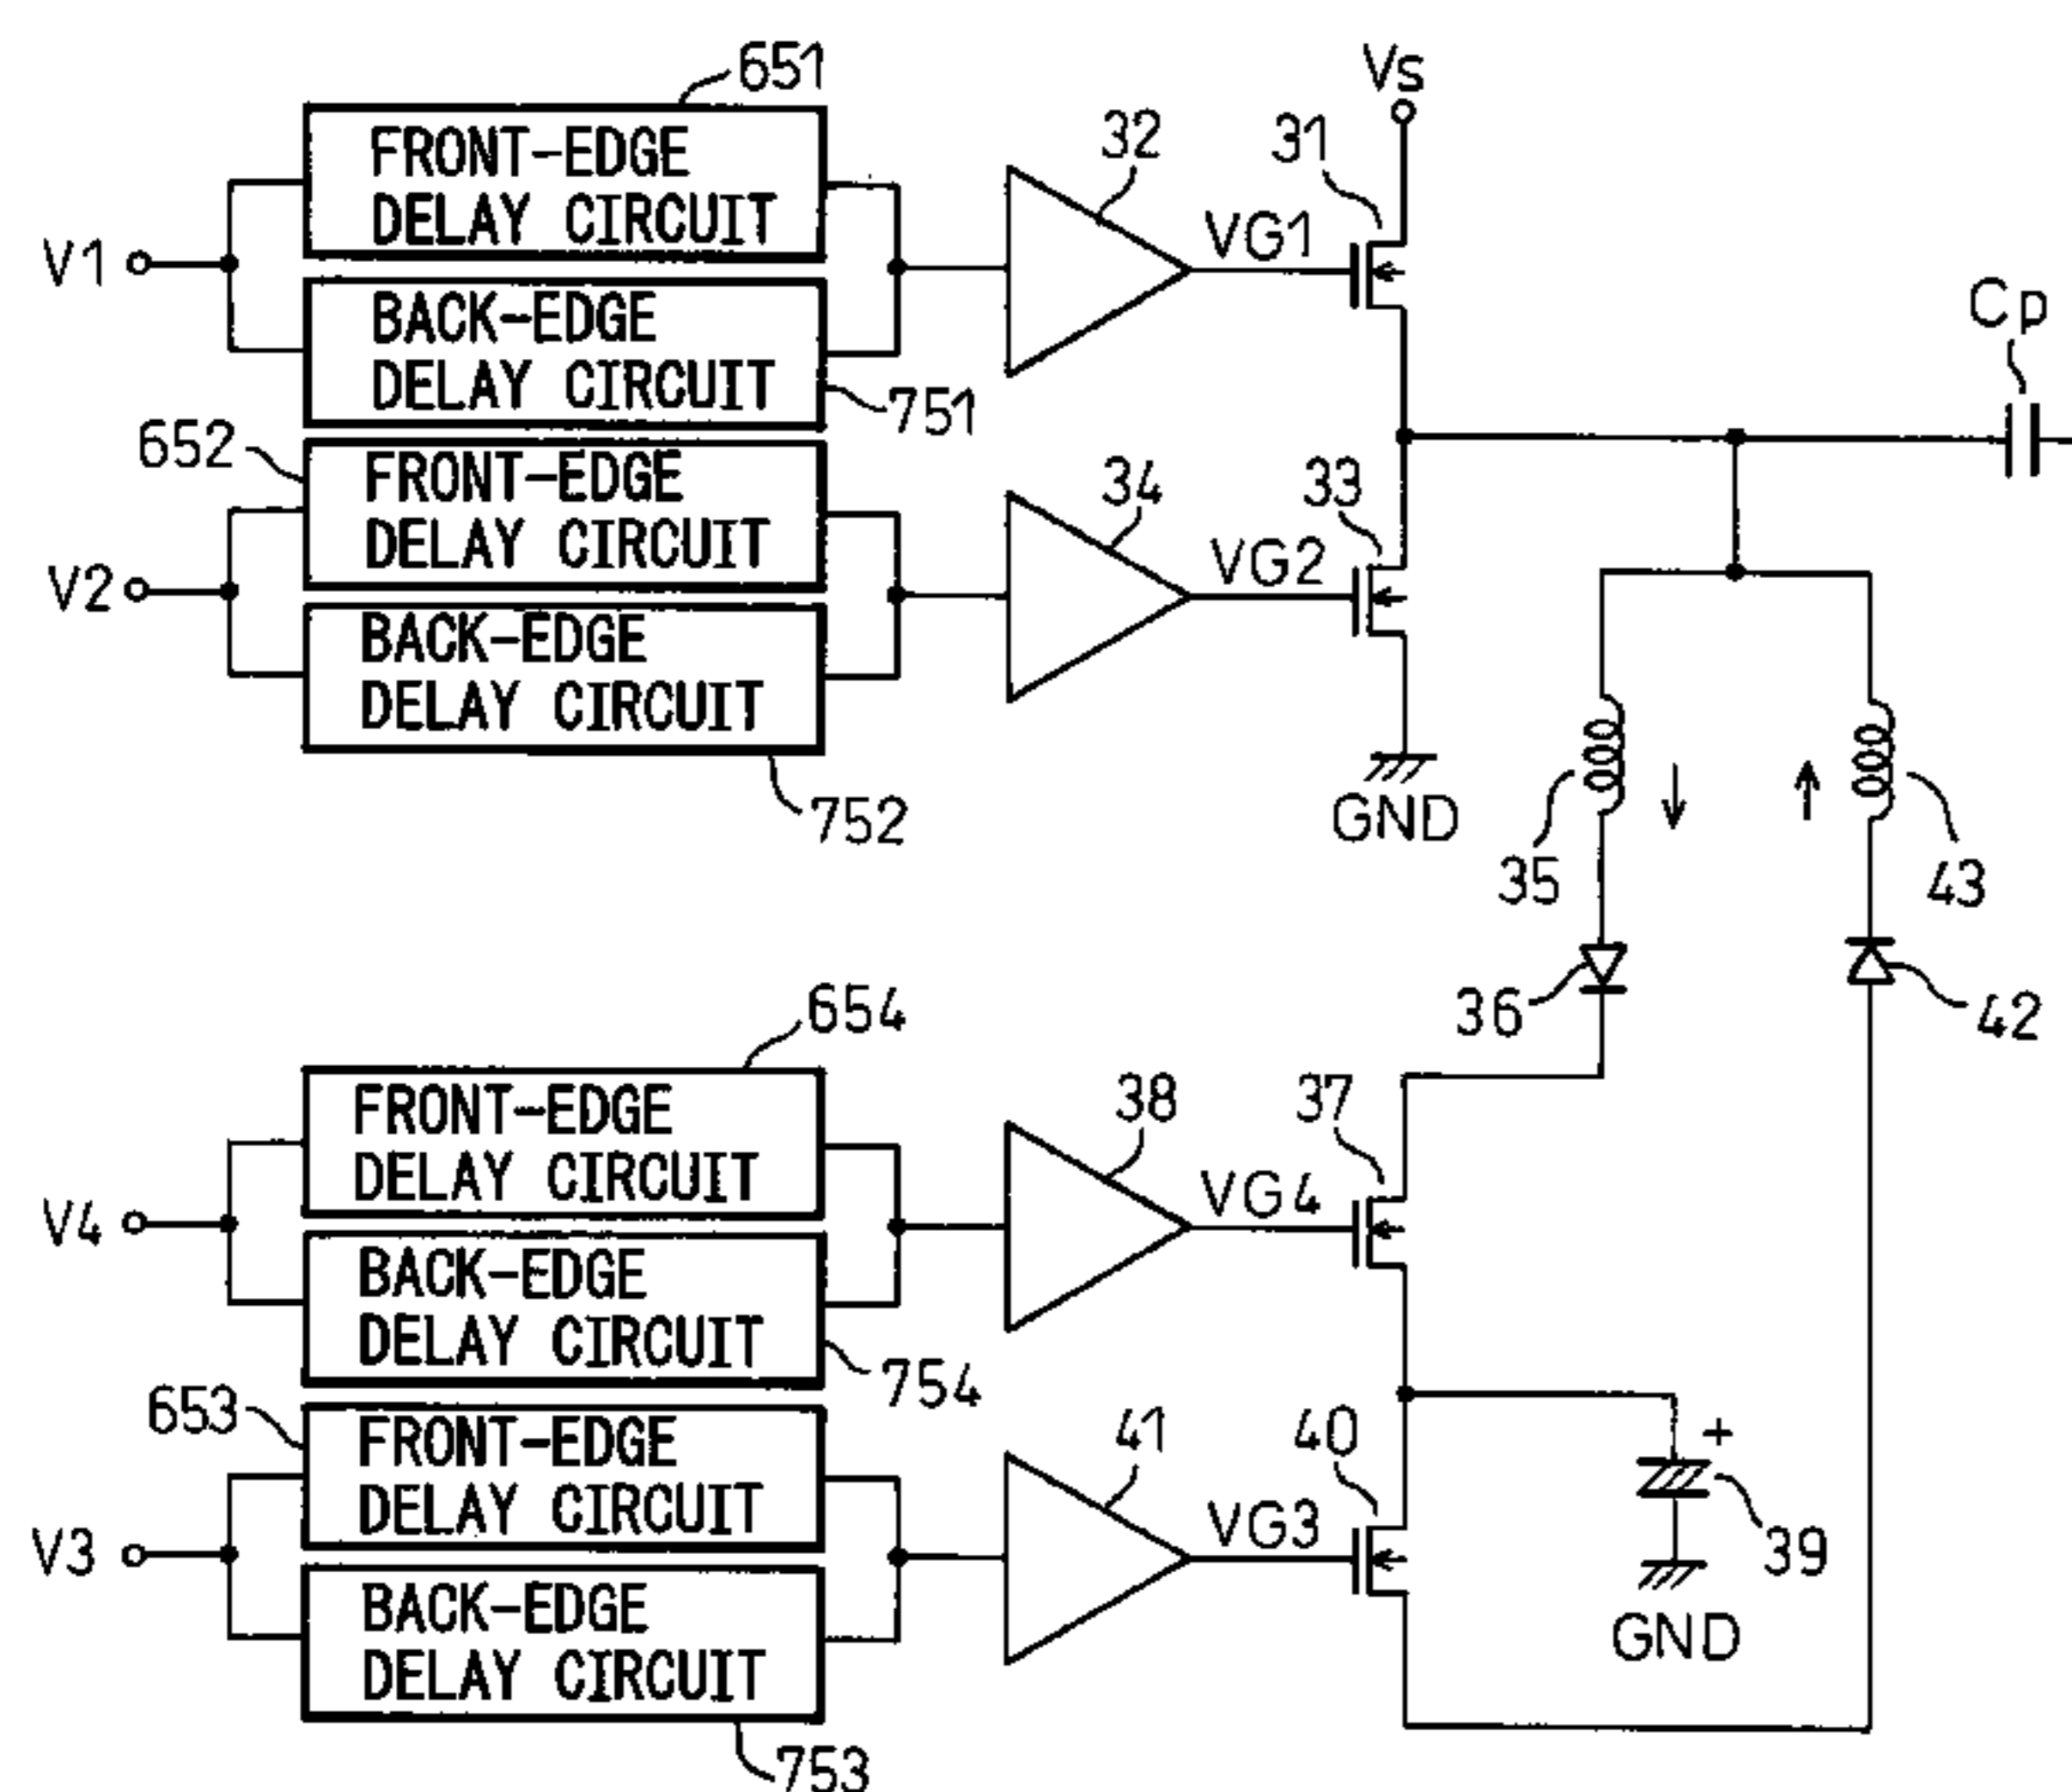 651
Vs
FRONT-EDGE
DELAY CIRCUIT
32
31
V1
VG1
BACK-EDGE
DELAY CIRCUIT
751
Cp
652
FRONT-EDGE
DELAY CIRCUIT
34
33
V2
VG2
BACK-EDGE
DELAY CIRCUIT
752
GND
35
43
36
42
654
FRONT-EDGE
DELAY CIRCUIT
38
37
V4
VG4
BACK-EDGE
DELAY CIRCUIT
754
653
FRONT-EDGE
DELAY CIRCUIT
41
40
+
39
V3
VG3
GND
BACK-EDGE
DELAY CIRCUIT
753